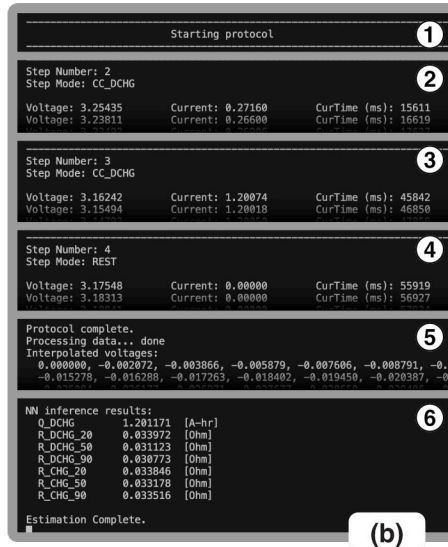 Starting protocol
1
Step Number: 2
Step Mode: CC_DCHG
2
Voltage: 3.25435 Current: 0.27160 CurTime (ms): 15611
Voltage: 3.23811 Current: 0.26600 CurTime (ms): 16619
Step Number: 3
Step Mode: CC_DCHG
3
Voltage: 3.16242 Current: 1.20074 CurTime (ms): 45842
Voltage: 3.15494 Current: 1.20018 CurTime (ms): 46850
Step Number: 4
Step Mode: REST
4
Voltage: 3.17548 Current: 0.00000 CurTime (ms): 55919
Voltage: 3.18313 Current: 0.00000 CurTime (ms): 56927
Protocol complete.
5
Processing data... done
Interpolated voltages:
0.000000, -0.002072, -0.003866, -0.005879, -0.007606, -0.008791,
-0.015278, -0.016288, -0.017263, -0.018402, -0.019450, -0.020387,
NN inference results:
6
Q_DCHG 1.201171 [A-hr]
R_DCHG_20 0.033972 [Ohm]
R_DCHG_50 0.031123 [Ohm]
R_DCHG_90 0.030773 [Ohm]
R_CHG_20 0.033846 [Ohm]
R_CHG_50 0.033178 [Ohm]
R_CHG_90 0.033516 [Ohm]
Estimation Complete.
(b)